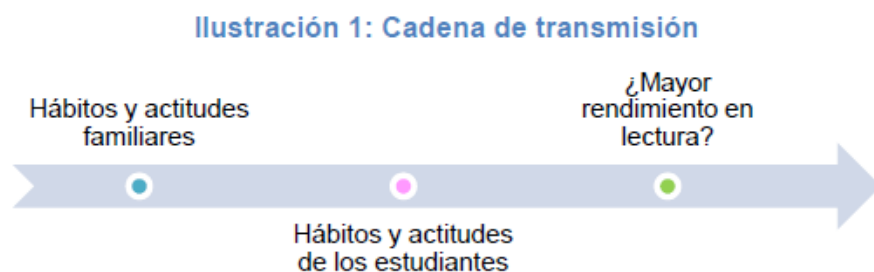 Ilustración 1: Cadena de transmisión
Hábitos y actitudes
familiares
¿Mayor
rendimiento en
lectura?
Hábitos y actitudes
de los estudiantes